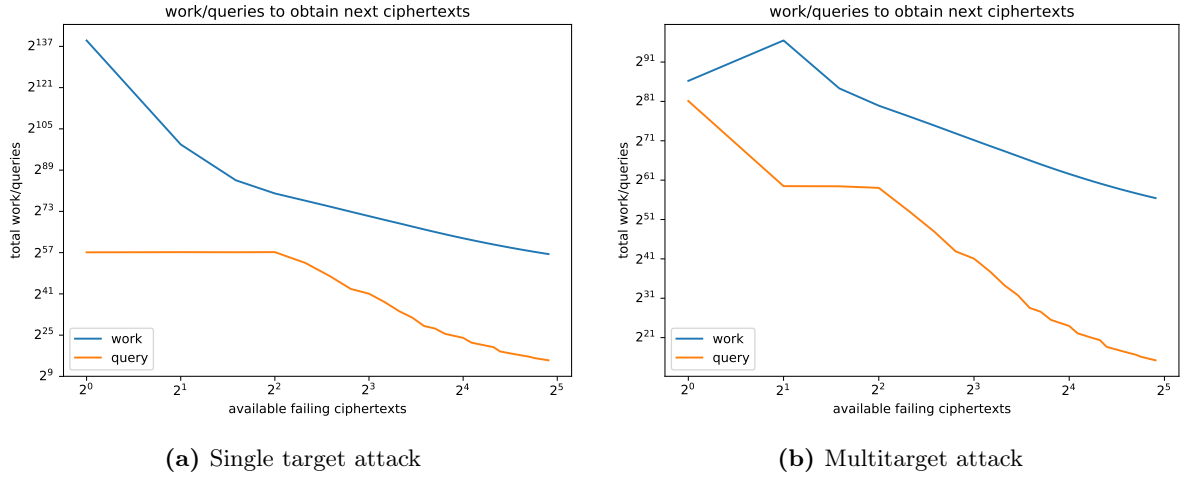 work/queries to obtain next ciphertexts
total work/queries
2^137
2^121
2^105
2^89
2^73
2^57
2^41
2^25
2^9
work
query
2^0 2^1 2^2 2^3 2^4 2^5
available failing ciphertexts
(a) Single target attack
work/queries to obtain next ciphertexts
total work/queries
2^91
2^81
2^71
2^61
2^51
2^41
2^31
2^21
work
query
2^0 2^1 2^2 2^3 2^4 2^5
available failing ciphertexts
(b) Multitarget attack